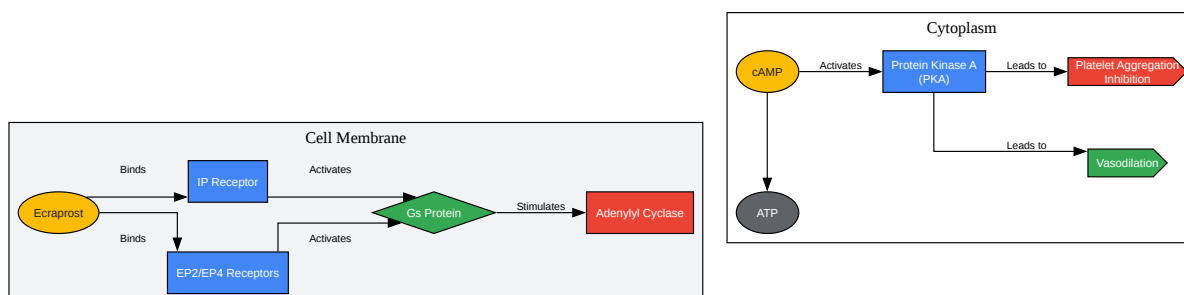 Cytoplasm
cAMP
Activates
Protein Kinase A
(PKA)
Leads to
Platelet Aggregation
Inhibition
Leads to
Vasodilation
ATP
Cell Membrane
Binds
IP Receptor
Activates
Ecraprost
Gs Protein
Stimulates
Adenylyl Cyclase
Binds
Activates
EP2/EP4 Receptors